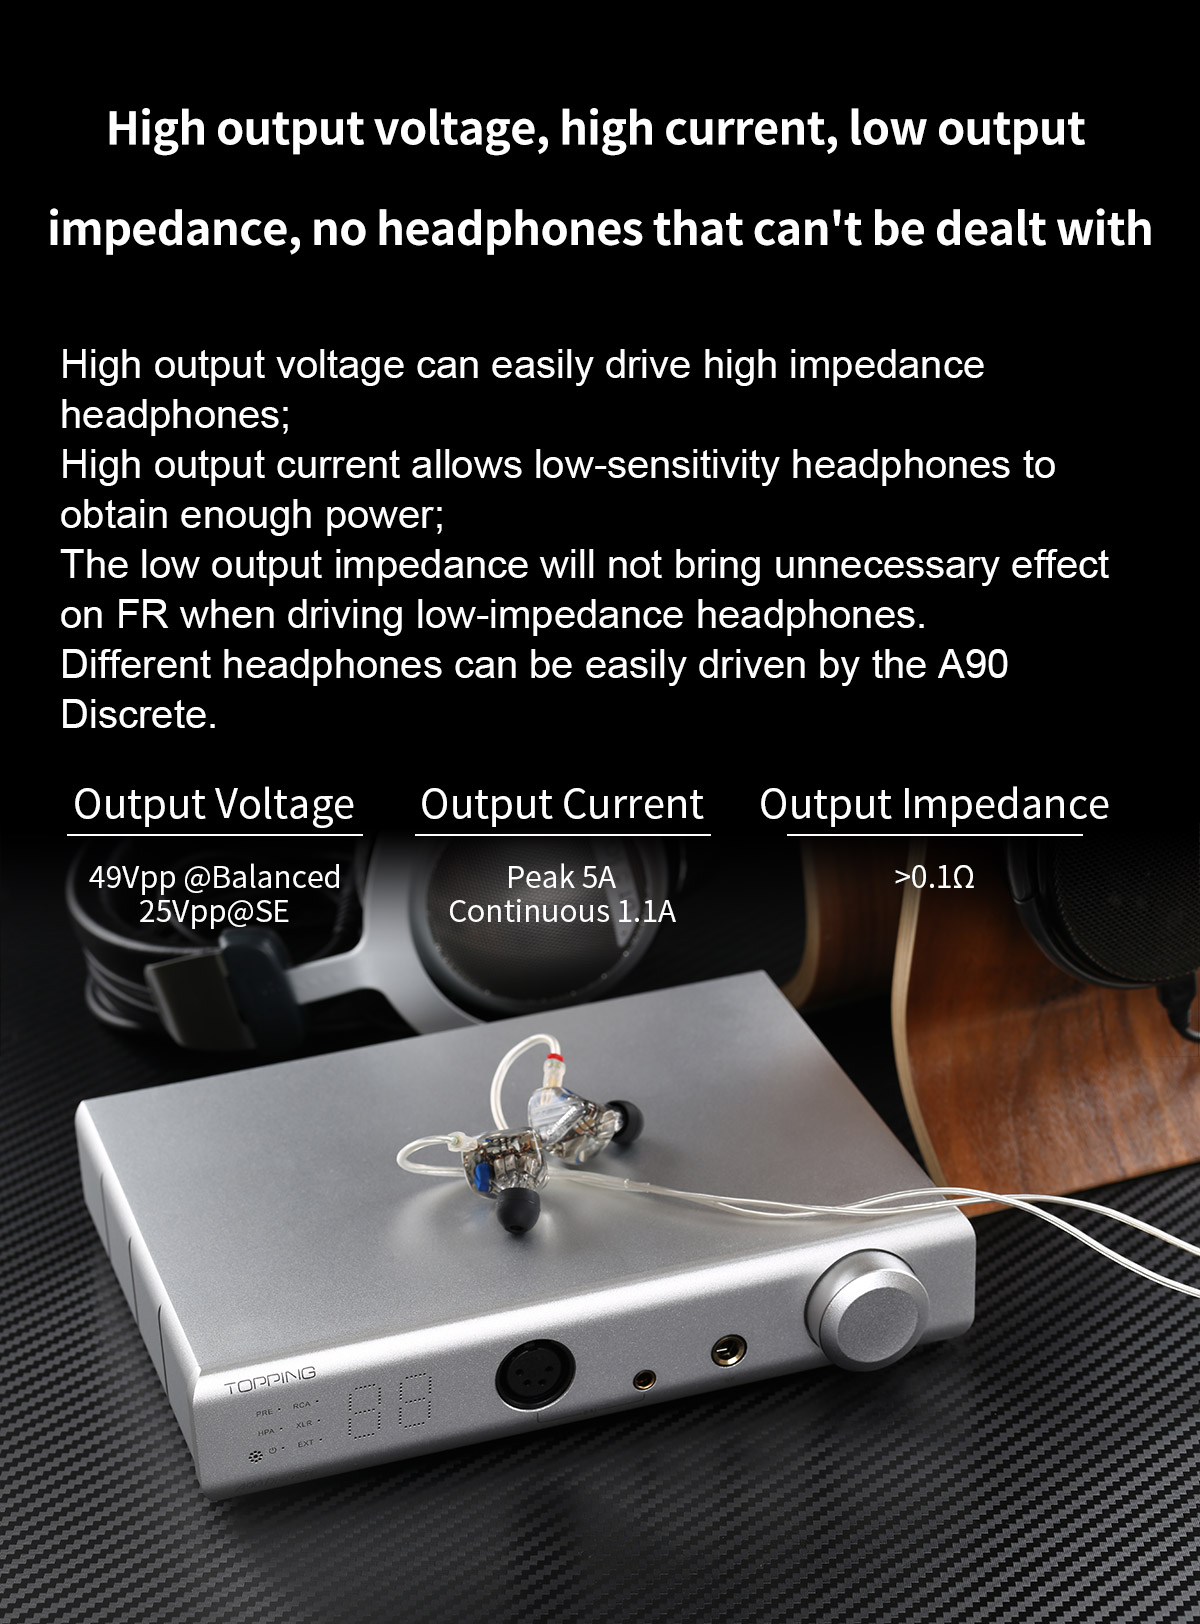 High output voltage, high current, low output
impedance, no headphones that can't be dealt with
High output voltage can easily drive high impedance
headphones;
High output current allows low-sensitivity headphones to
obtain enough power;
The low output impedance will not bring unnecessary effect
on FR when driving low-impedance headphones.
Different headphones can be easily driven by the A90
Discrete.
Output Voltage
49Vpp @Balanced
25Vpp@SE
Output Current
Peak 5A
Continuous 1.1A
Output Impedance
>0.1Ω
TOPPING
PRE RCA
HPA XLR
EXT
88